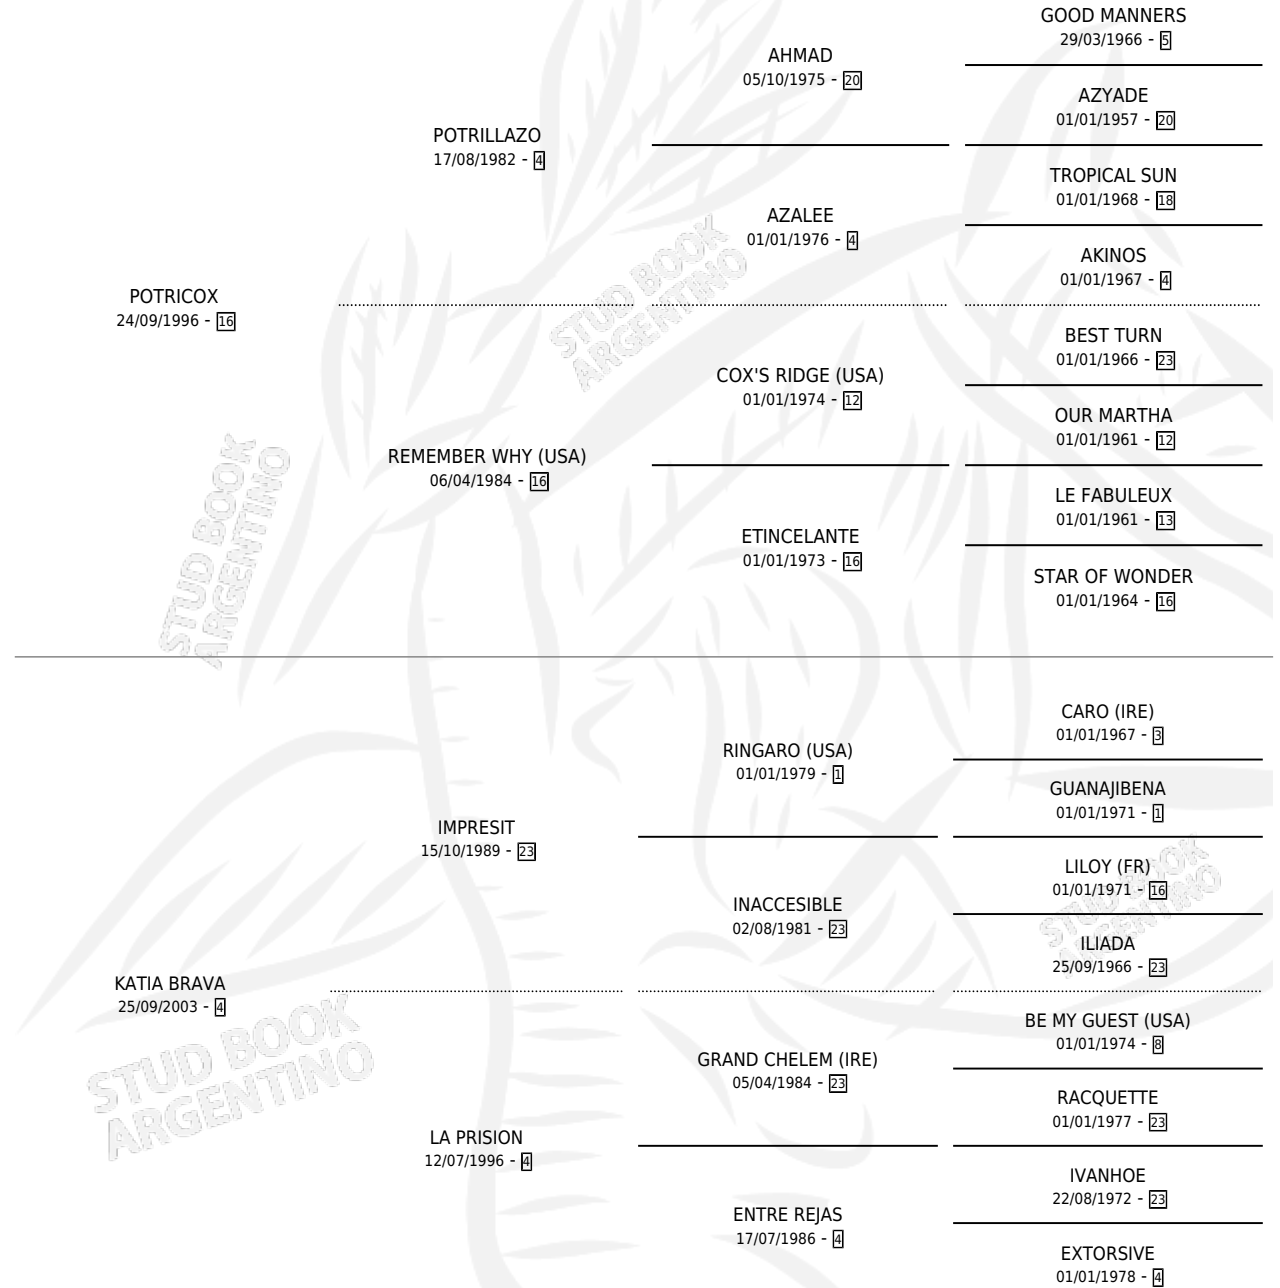 GOOD MANNERS
29/03/1966 - 5
AHMAD
05/10/1975 - 20
AZYADE
01/01/1957 - 20
POTRILLAZO
17/08/1982 - 4
TROPICAL SUN
01/01/1968 - 18
AZALEE
01/01/1976 - 4
AKINOS
01/01/1967 - 4
POTRICOX
24/09/1996 - 16
STUD BOOK
ARGENTINO
BEST TURN
01/01/1966 - 23
COX'S RIDGE (USA)
01/01/1974 - 12
OUR MARTHA
01/01/1961 - 12
REMEMBER WHY (USA)
06/04/1984 - 16
LE FABULEUX
01/01/1961 - 13
ETINCELANTE
01/01/1973 - 16
STAR OF WONDER
01/01/1964 - 16
STUD BOOK
ARGENTINO
CARO (IRE)
01/01/1967 - 3
RINGARO (USA)
01/01/1979 - 1
GUANAJIBENA
01/01/1971 - 1
IMPRESIT
15/10/1989 - 23
LILOY (FR)
01/01/1971 - 16
INACCESIBLE
02/08/1981 - 23
ILIADA
25/09/1966 - 23
STUD BOOK
ARGENTINO
KATIA BRAVA
25/09/2003 - 4
BE MY GUEST (USA)
01/01/1974 - 8
GRAND CHELEM (IRE)
05/04/1984 - 23
RACQUETTE
01/01/1977 - 23
STUD BOOK
ARGENTINO
LA PRISION
12/07/1996 - 4
IVANHOE
22/08/1972 - 23
ENTRE REJAS
17/07/1986 - 4
EXTORSIVE
01/01/1978 - 4